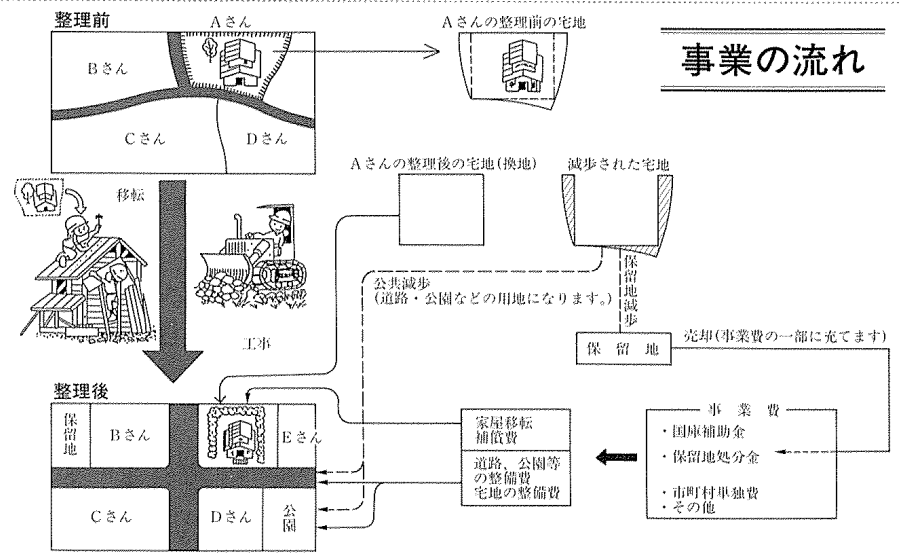 整理前
Aさん
Bさん
Cさん
Dさん
Aさんの整理前の宅地
事業の流れ
移転
工事
Aさんの整理後の宅地(換地)
減歩された宅地
公共減歩
(道路・公園などの用地になります。)
保留地減歩
保留地
売却(事業費の一部に充てます)
整理後
保留地
Bさん
Eさん
Cさん
Dさん
公園
家屋移転
補償費
道路、公園等
の整備費
宅地の整備費
事業費
・国庫補助金
・保留地処分金
・市町村単独費
・その他